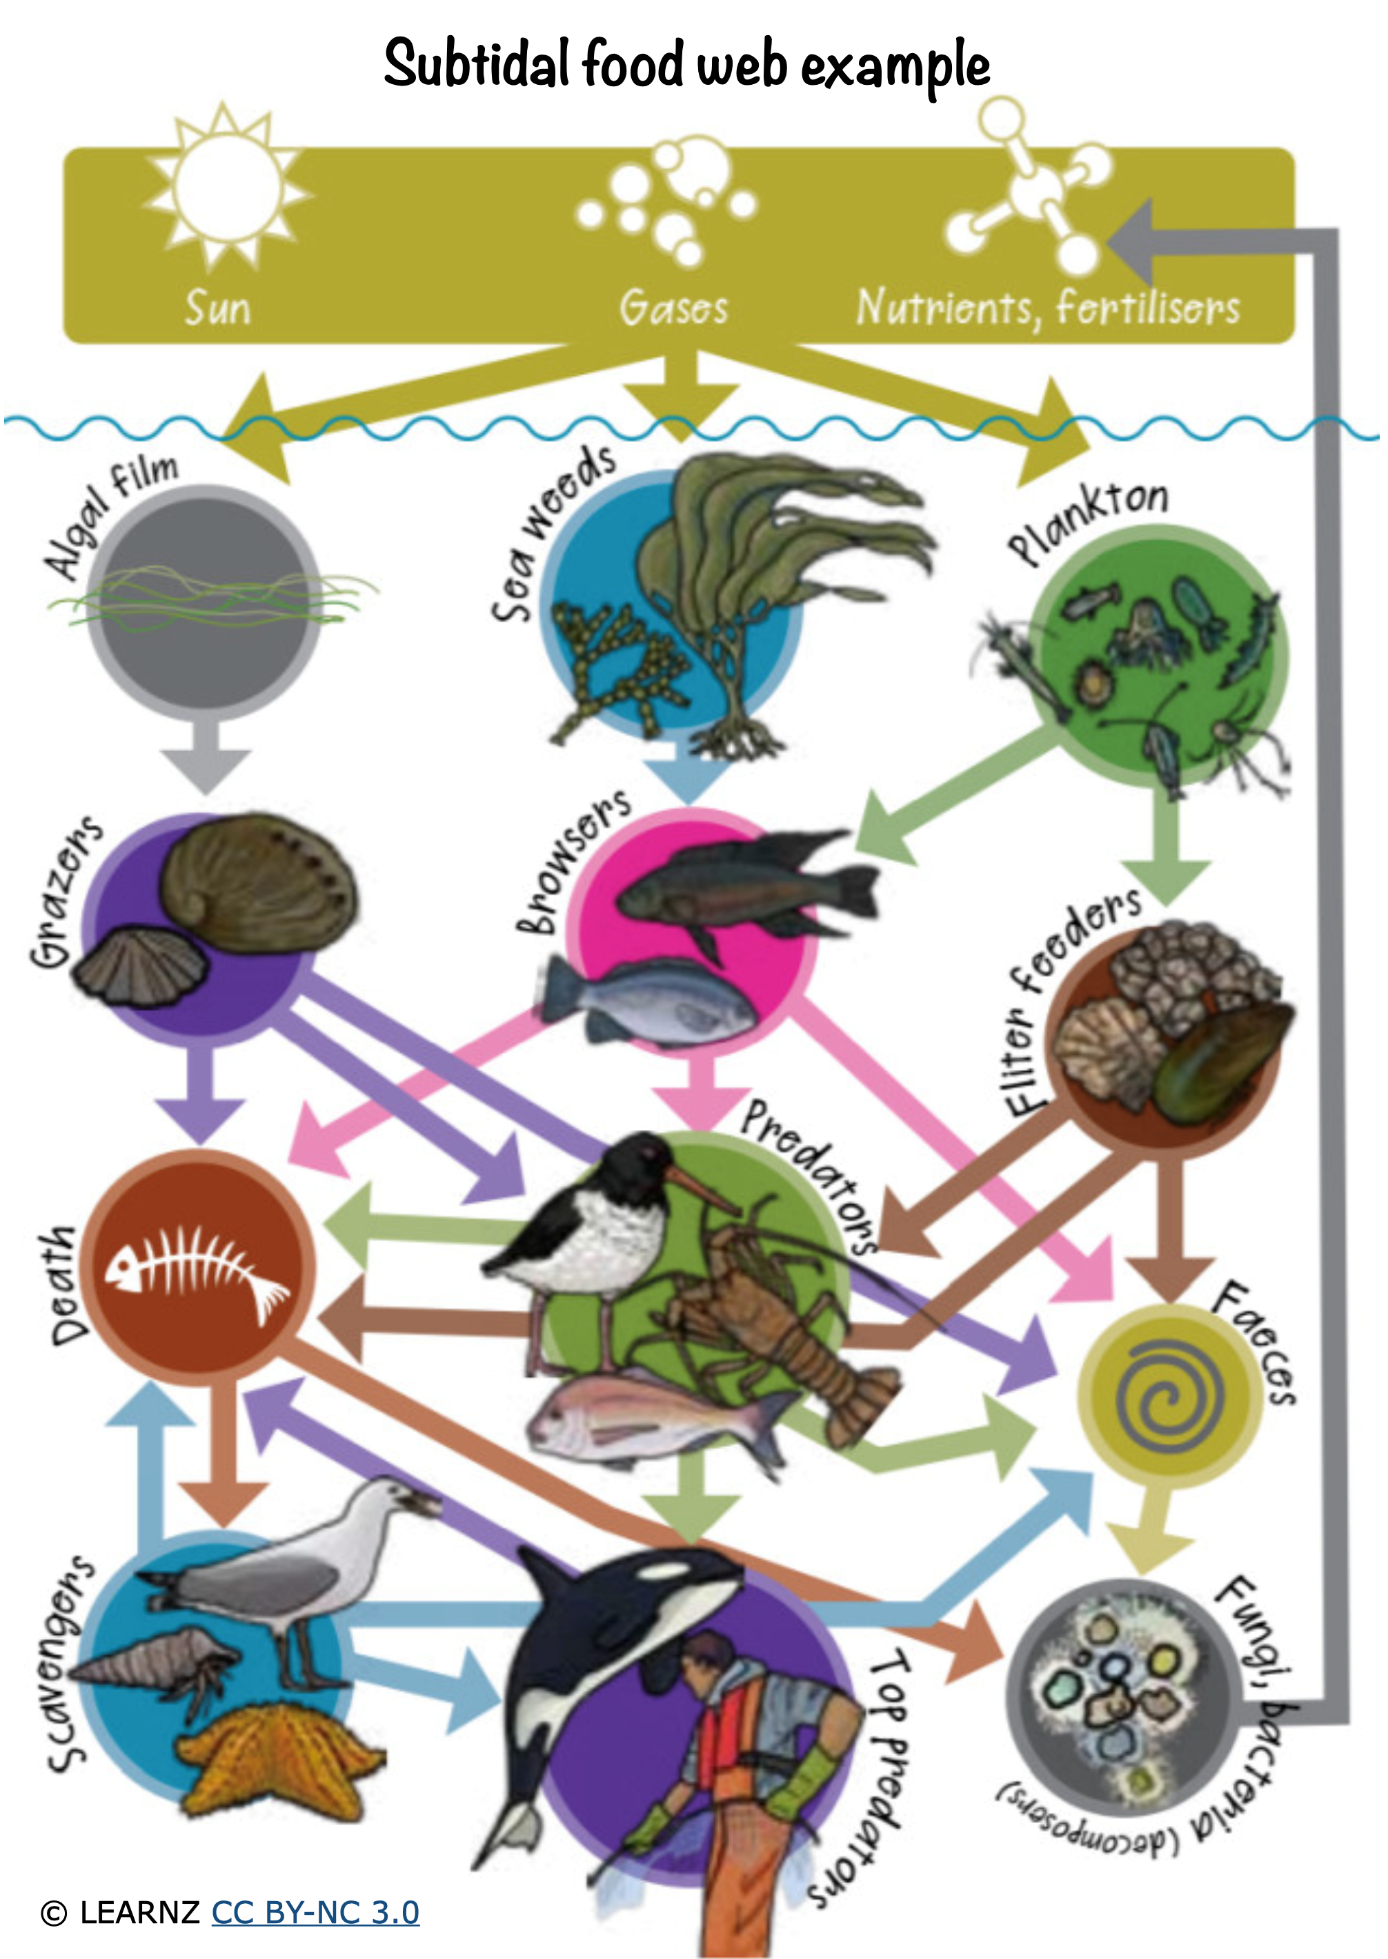 Subtidal food web example
Sun
Gases
Nutrients, fertilisers
Algal film
Sea weeds
Plankton
Grazers
Browsers
Fliter feeders
Death
Predators
Faeces
Scavengers
Top predators
Fungi, bacteria (decomposers)
© LEARNZ CC BY-NC 3.0